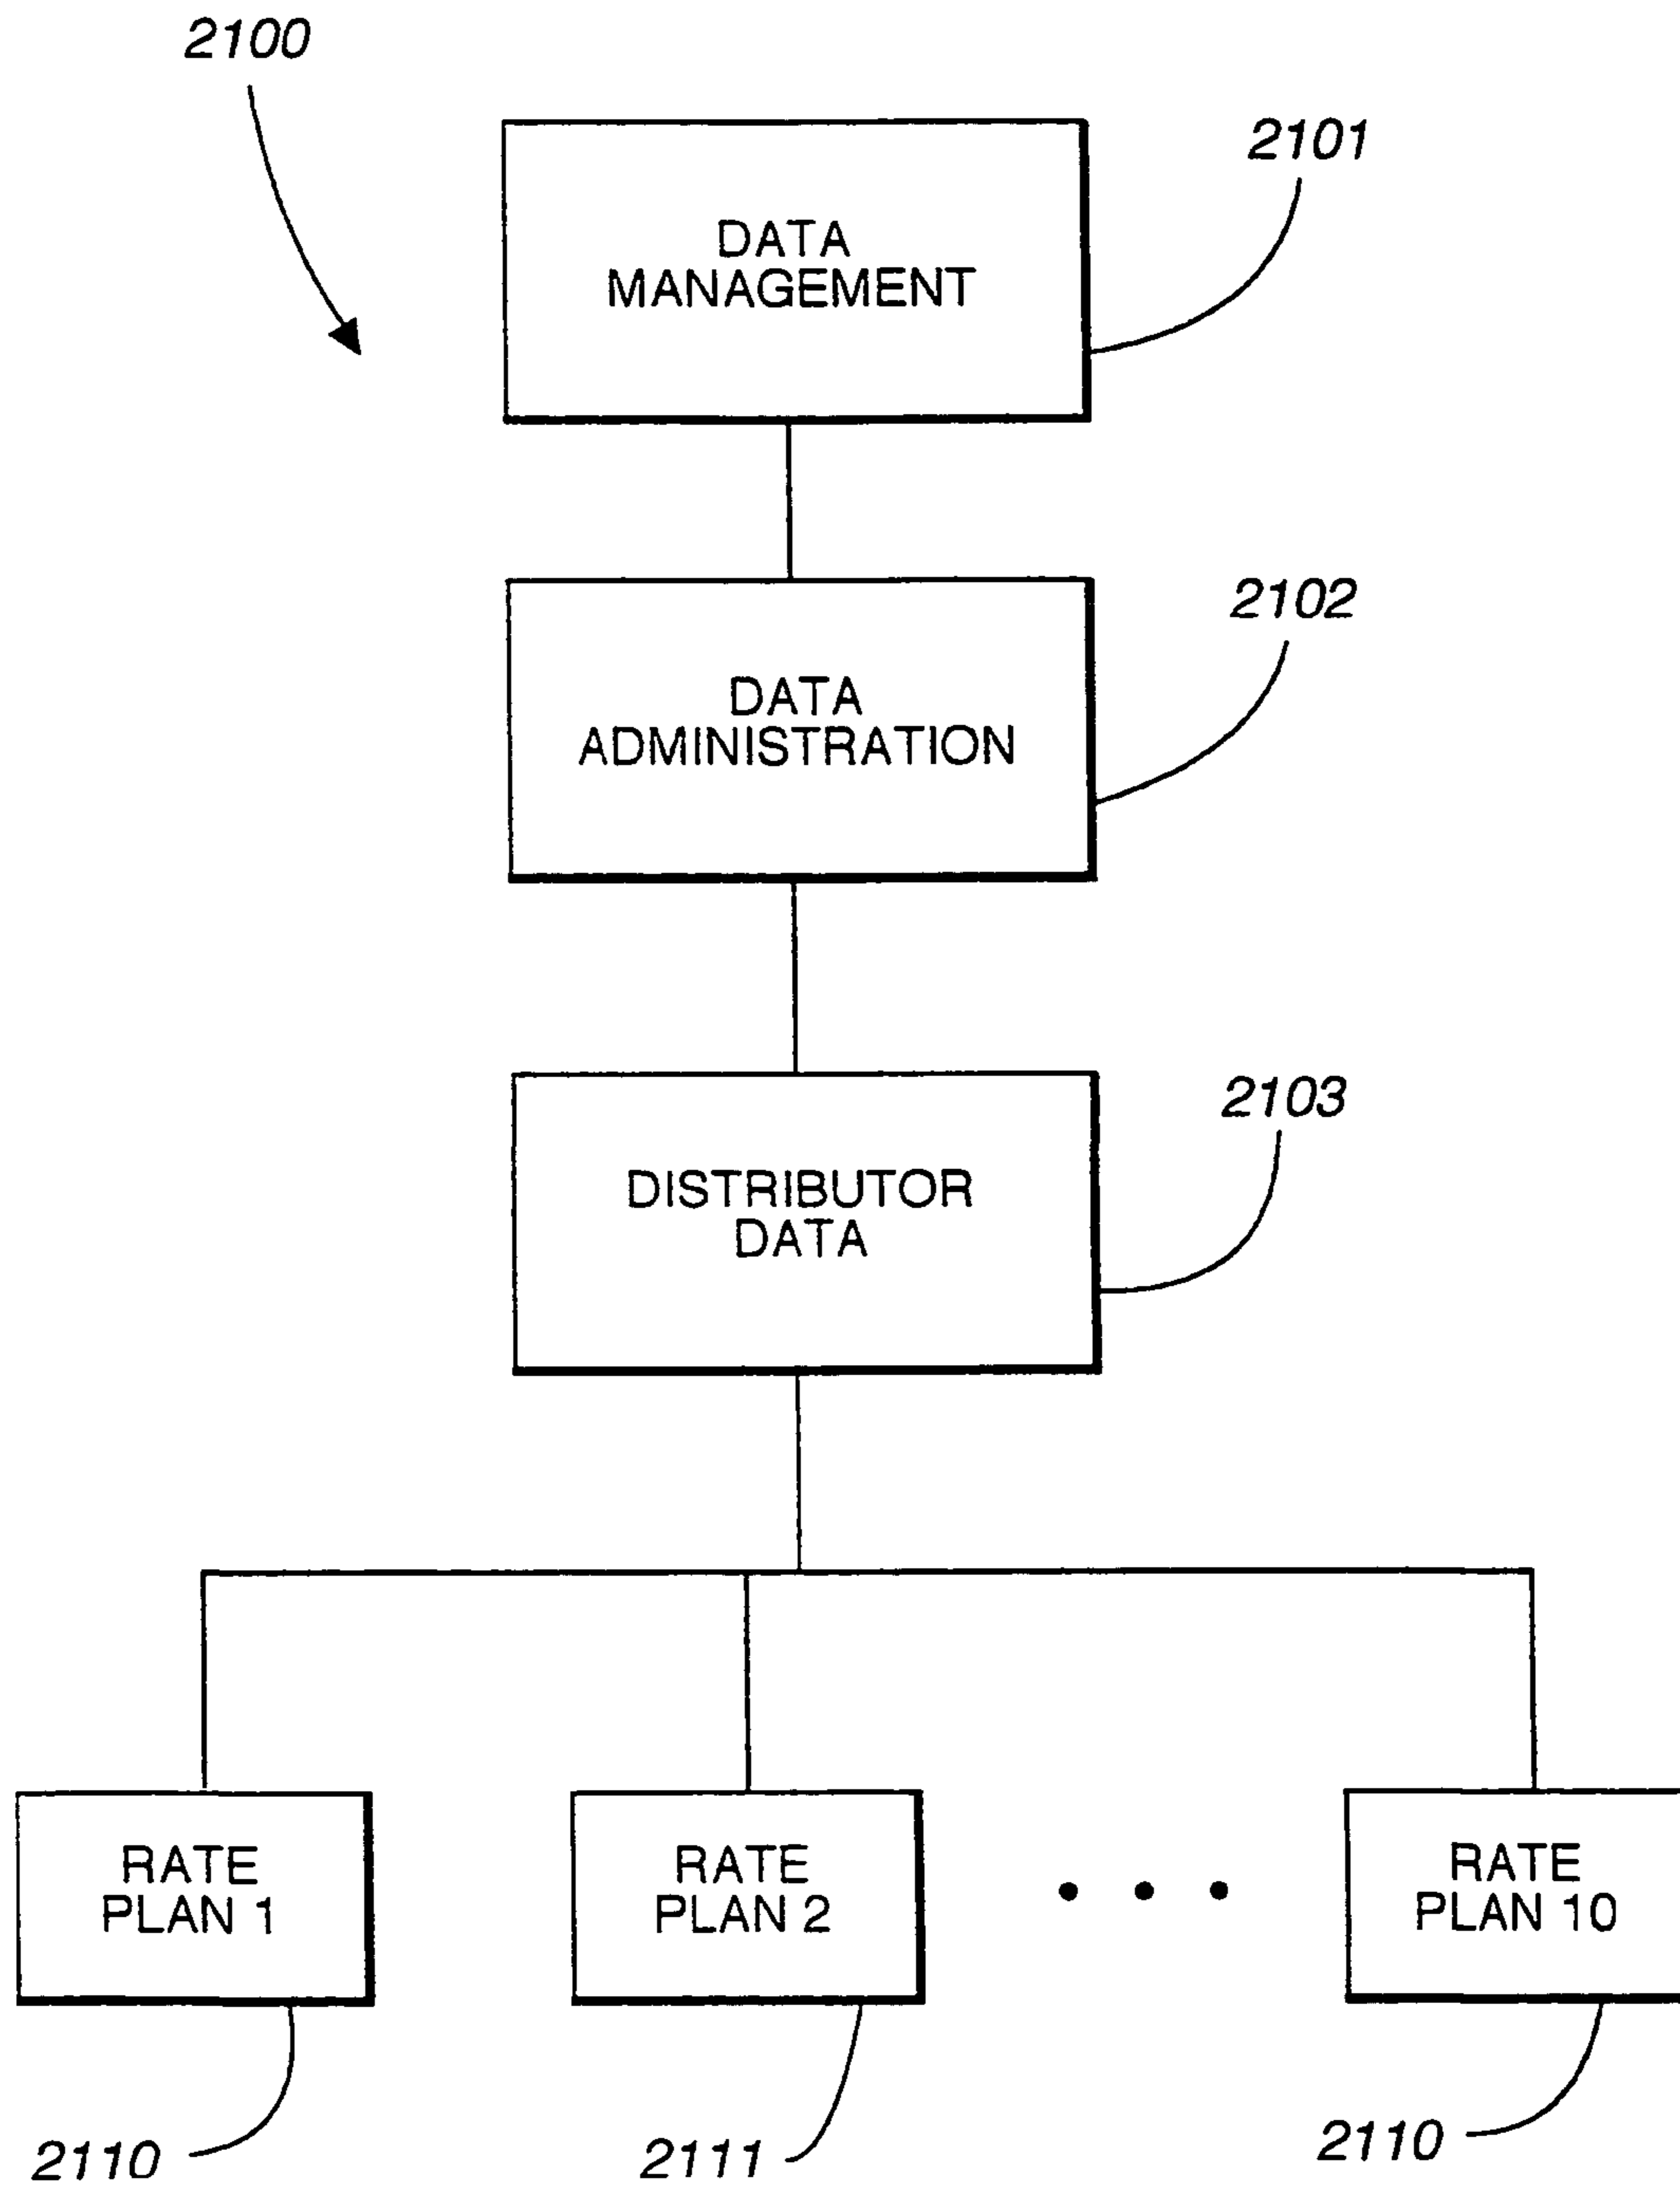 2100
2101
DATA
MANAGEMENT
2102
DATA
ADMINISTRATION
2103
DISTRIBUTOR
DATA
RATE
PLAN 1
RATE
PLAN 2
RATE
PLAN 10
2110
2111
2110